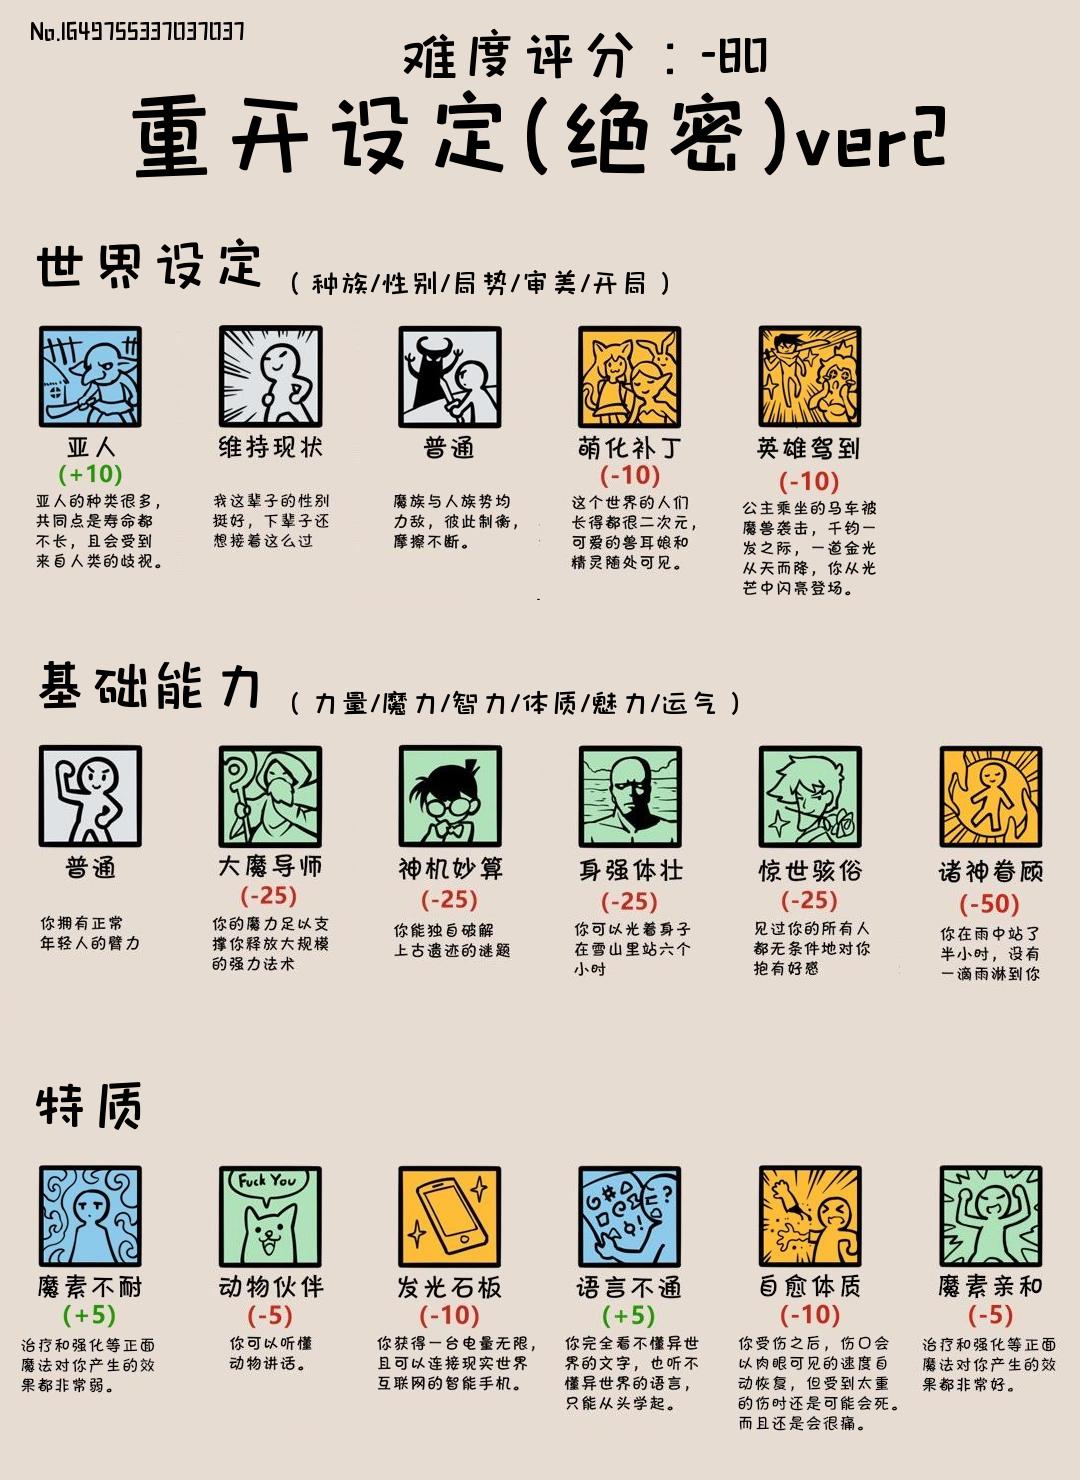 No.1649755337037037
难度评分：-80
重开设定(绝密)ver2
世界设定（种族/性别/局势/审美/开局）
亚人
(+10)
亚人的种类很多，
共同点是寿命都
不长，且会受到
来自人类的歧视。
维持现状
我这辈子的性别
挺好，下辈子还
想接着这么过
普通
魔族与人族势均
力敌，彼此制衡，
摩擦不断。
萌化补丁
(-10)
这个世界的人们
长得都很二次元，
可爱的兽耳娘和
精灵随处可见。
英雄驾到
(-10)
公主乘坐的马车被
魔兽袭击，千钧一
发之际，一道金光
从天而降，你从光
芒中闪亮登场。
基础能力（力量/魔力/智力/体质/魅力/运气）
普通
你拥有正常
年轻人的臂力
大魔导师
(-25)
你的魔力足以支
撑你释放大规模
的强力法术
神机妙算
(-25)
你能独自破解
上古遗迹的谜题
身强体壮
(-25)
你可以光着身子
在雪山里站六个
小时
惊世骇俗
(-25)
见过你的所有人
都无条件地对你
抱有好感
诸神眷顾
(-50)
你在雨中站了
半小时，没有
一滴雨淋到你
特质
魔素不耐
(+5)
治疗和强化等正面
魔法对你产生的效
果都非常弱。
Fuck You
动物伙伴
(-5)
你可以听懂
动物讲话。
发光石板
(-10)
你获得一台电量无限，
且可以连接现实世界
互联网的智能手机。
语言不通
(+5)
你完全看不懂异世
界的文字，也听不
懂异世界的语言，
只能从头学起。
自愈体质
(-10)
你受伤之后，伤口会
以肉眼可见的速度自
动恢复，但受到太重
的伤时还是可能会死。
而且还是会很痛。
魔素亲和
(-5)
治疗和强化等正面
魔法对你产生的效
果都非常好。